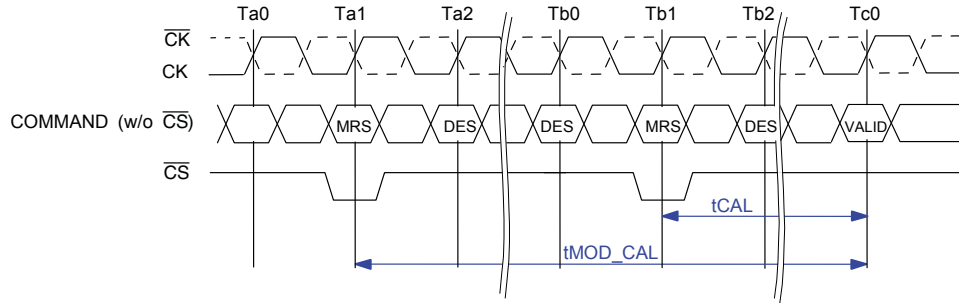 Ta0 Ta1 Ta2 Tb0 Tb1 Tb2 Tc0
CK
CK
COMMAND (w/o CS) MRS DES DES MRS DES VALID
CS
tCAL
tMOD_CAL